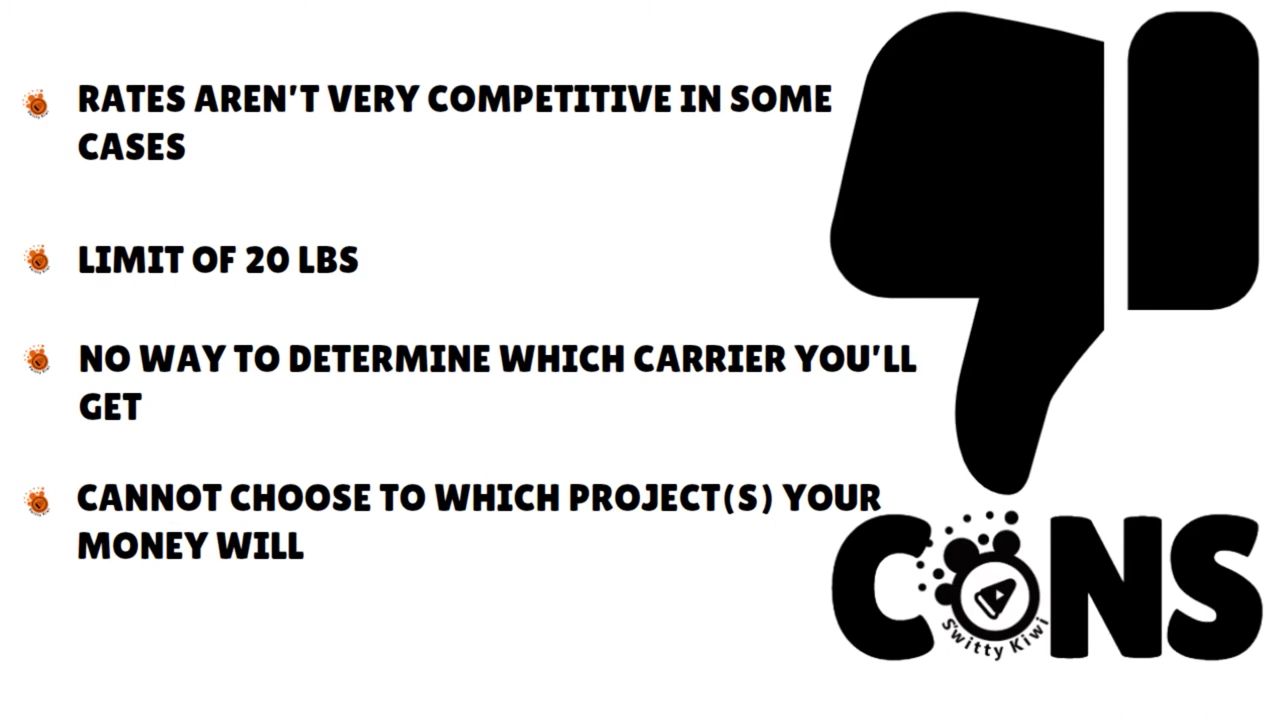 RATES AREN'T VERY COMPETITIVE IN SOME
CASES
LIMIT OF 20 LBS
NO WAY TO DETERMINE WHICH CARRIER YOU'LL
GET
CANNOT CHOOSE TO WHICH PROJECT(S) YOUR
MONEY WILL
CONS
Switty Kiwi